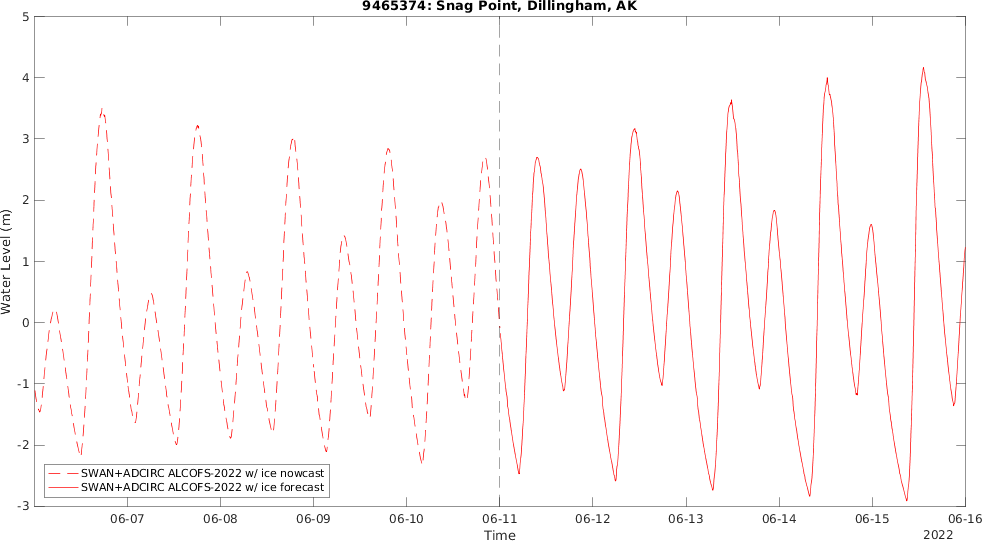 9465374: Snag Point, Dillingham, AK
Water Level (m)
5
4
3
2
1
0
-1
-2
-3
SWAN+ADCIRC ALCOFS-2022 w/ ice nowcast
SWAN+ADCIRC ALCOFS-2022 w/ ice forecast
06-07 06-08 06-09 06-10 06-11 06-12 06-13 06-14 06-15 06-16
Time
2022